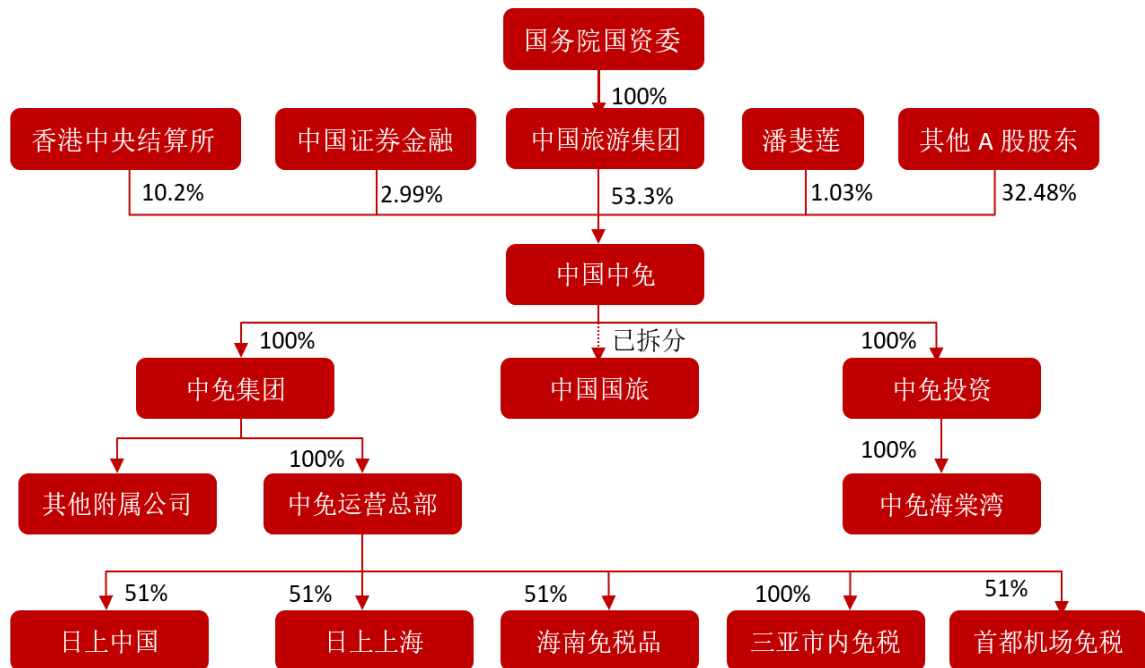 国务院国资委
100%
香港中央结算所
中国证券金融
中国旅游集团
潘斐莲
其他 A 股股东
10.2%
2.99%
53.3%
1.03%
32.48%
中国中免
100%
已拆分
100%
中免集团
中国国旅
中免投资
100%
100%
其他附属公司
中免运营总部
中免海棠湾
51%
51%
51%
100%
51%
日上中国
日上上海
海南免税品
三亚市内免税
首都机场免税